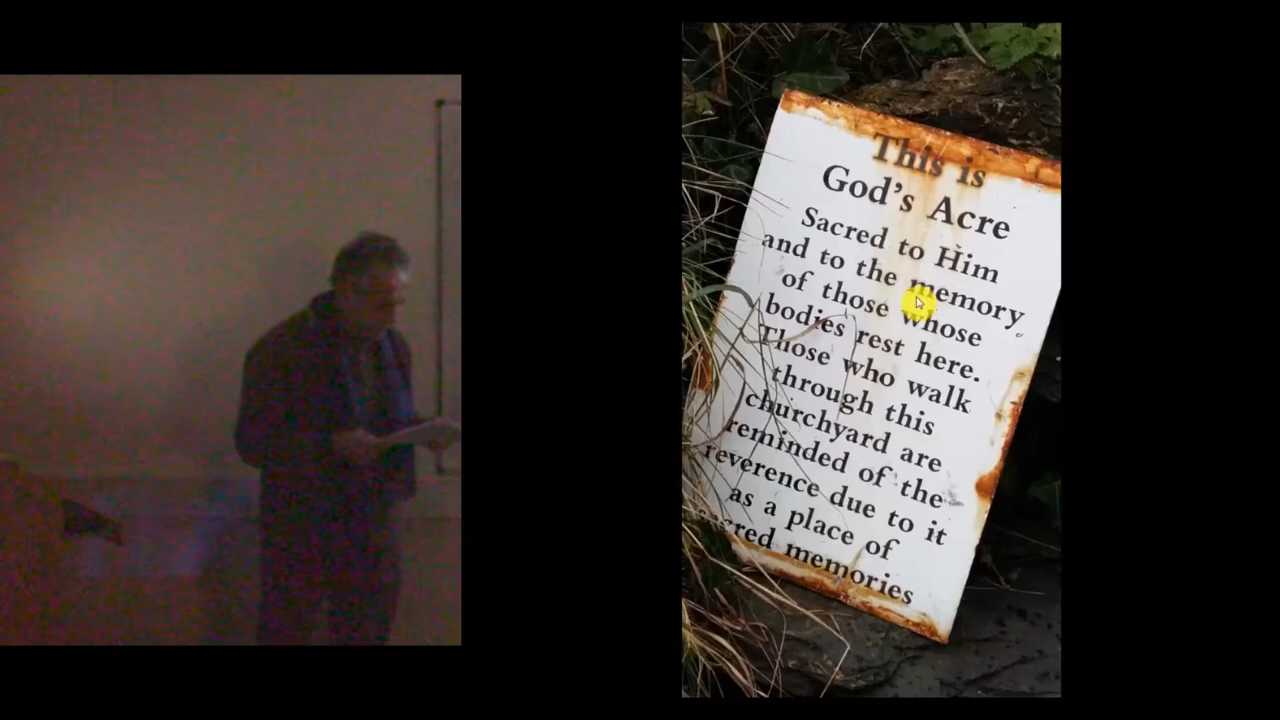 This is
God's Acre
Sacred to Him
and to the memory
of those whose
bodies rest here.
Those who walk
through this
churchyard are
reminded of the
reverence due to it
as a place of
sacred memories